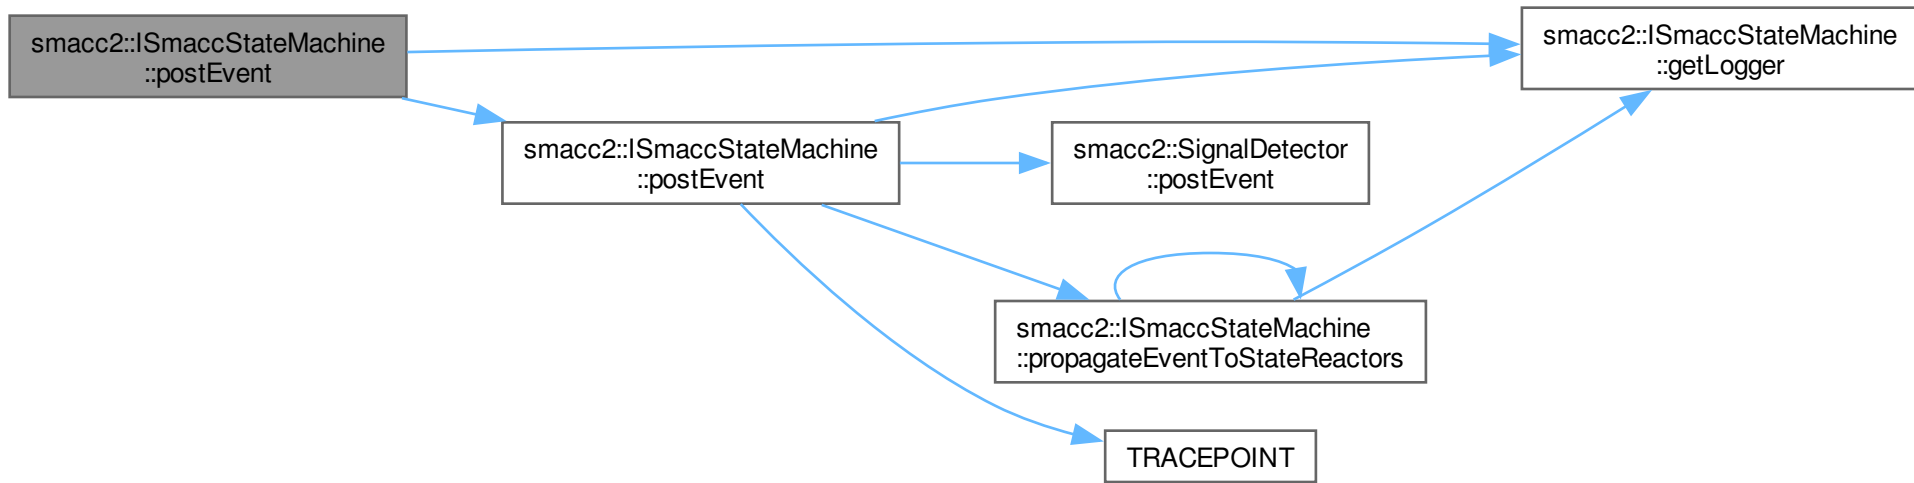 smacc2::ISmaccStateMachine
::postEvent
smacc2::ISmaccStateMachine
::getLogger
smacc2::ISmaccStateMachine
::postEvent
smacc2::SignalDetector
::postEvent
smacc2::ISmaccStateMachine
::propagateEventToStateReactors
TRACEPOINT